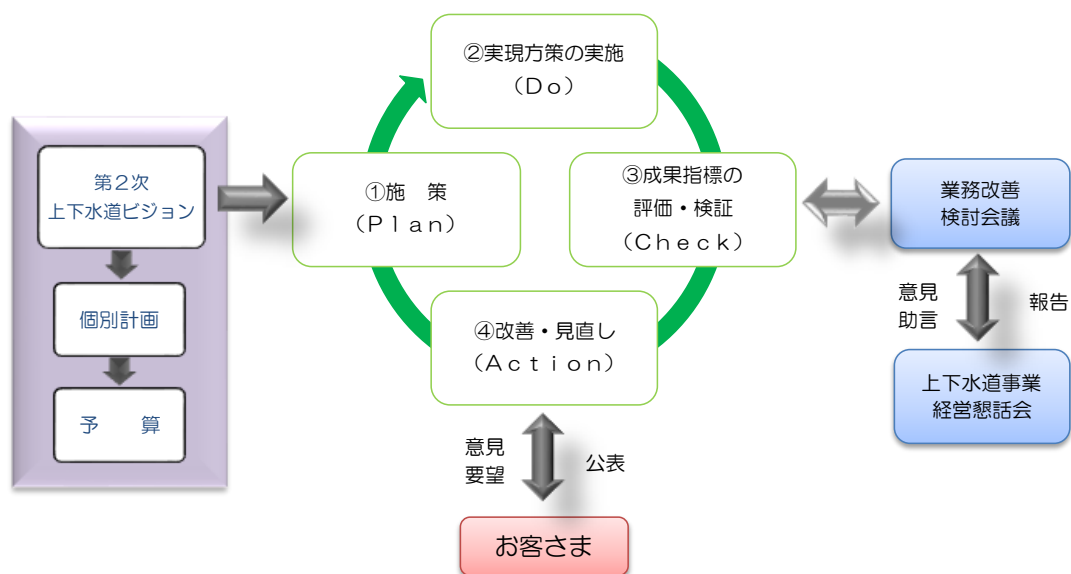 ②実現方策の実施
（Ｄｏ）
第２次
上下水道ビジョン
個別計画
予　算
①施　策
（Ｐｌａｎ）
③成果指標の
評価・検証
（Ｃｈｅｃｋ）
業務改善
検討会議
意見
助言
報告
上下水道事業
経営懇話会
④改善・見直し
（Ａｃｔｉｏｎ）
意見
要望
公表
お客さま